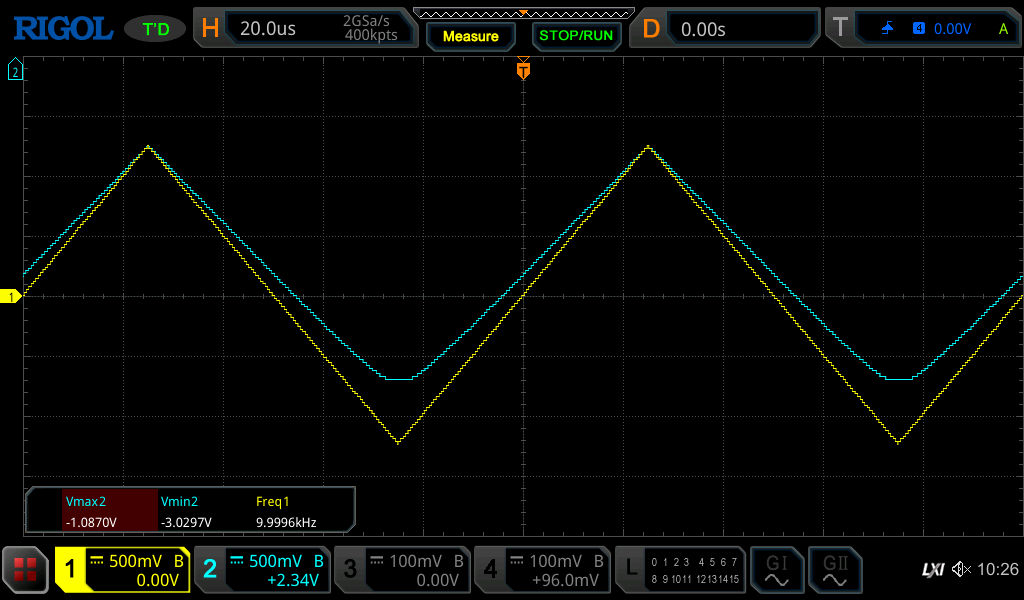 RIGOL T'D H 20.0us 2GSa/s 400kpts Measure STOP/RUN D 0.00s T 4 0.00V A
2
T
1
Vmax2 Vmin2 Freq1
-1.0870V -3.0297V 9.9996kHz
1 500mV B 0.00V
2 500mV B +2.34V
3 100mV B 0.00V
4 100mV B +96.0mV
L 0 1 2 3 4 5 6 7
8 9 10 11 12 13 14 15
GI
GII
LXI 10:26